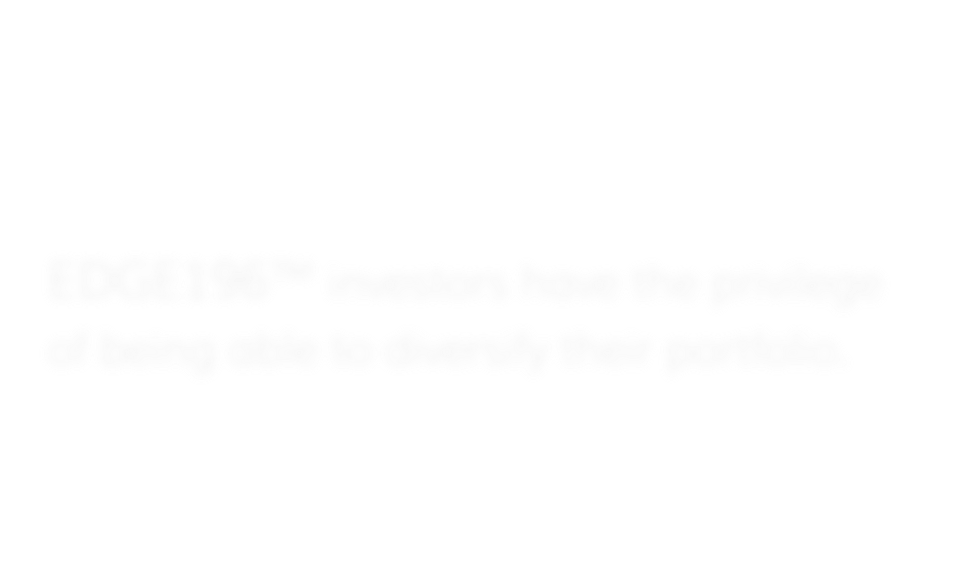 EDGE196™ investors have the privilege
of being able to diversify their portfolio.